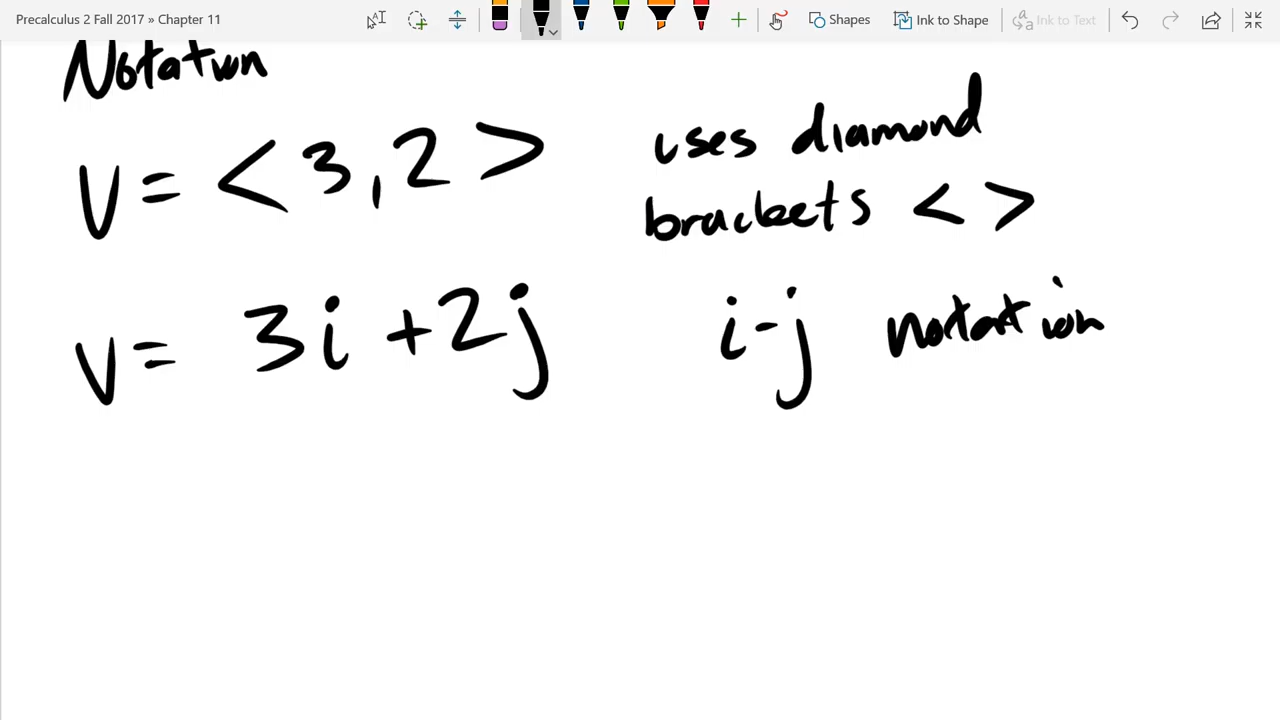 Precalculus 2 Fall 2017 » Chapter 11
Shapes
Ink to Shape
Ink to Text
Notation
V = < 3, 2 >
uses diamond
brackets < >
v = 3i + 2j
i-j notation